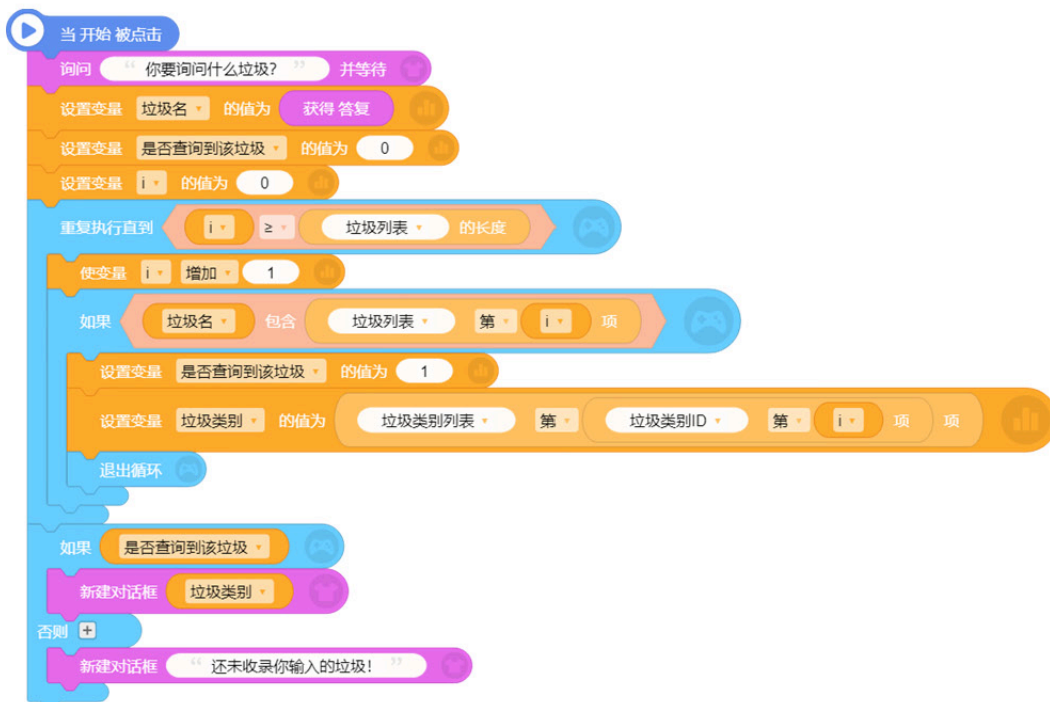 当 开始 被点击
询问 “ 你要询问什么垃圾? ” 并等待
设置变量 垃圾名 的值为 获得 答复
设置变量 是否查询到该垃圾 的值为 0
设置变量 i 的值为 0
重复执行直到 i ≥ 垃圾列表 的长度
使变量 i 增加 1
如果 垃圾名 包含 垃圾列表 第 i 项
设置变量 是否查询到该垃圾 的值为 1
设置变量 垃圾类别 的值为 垃圾类别列表 第 垃圾类别ID 第 i 项 项
退出循环
如果 是否查询到该垃圾
新建对话框 垃圾类别
否则 +
新建对话框 “ 还未收录你输入的垃圾! ”